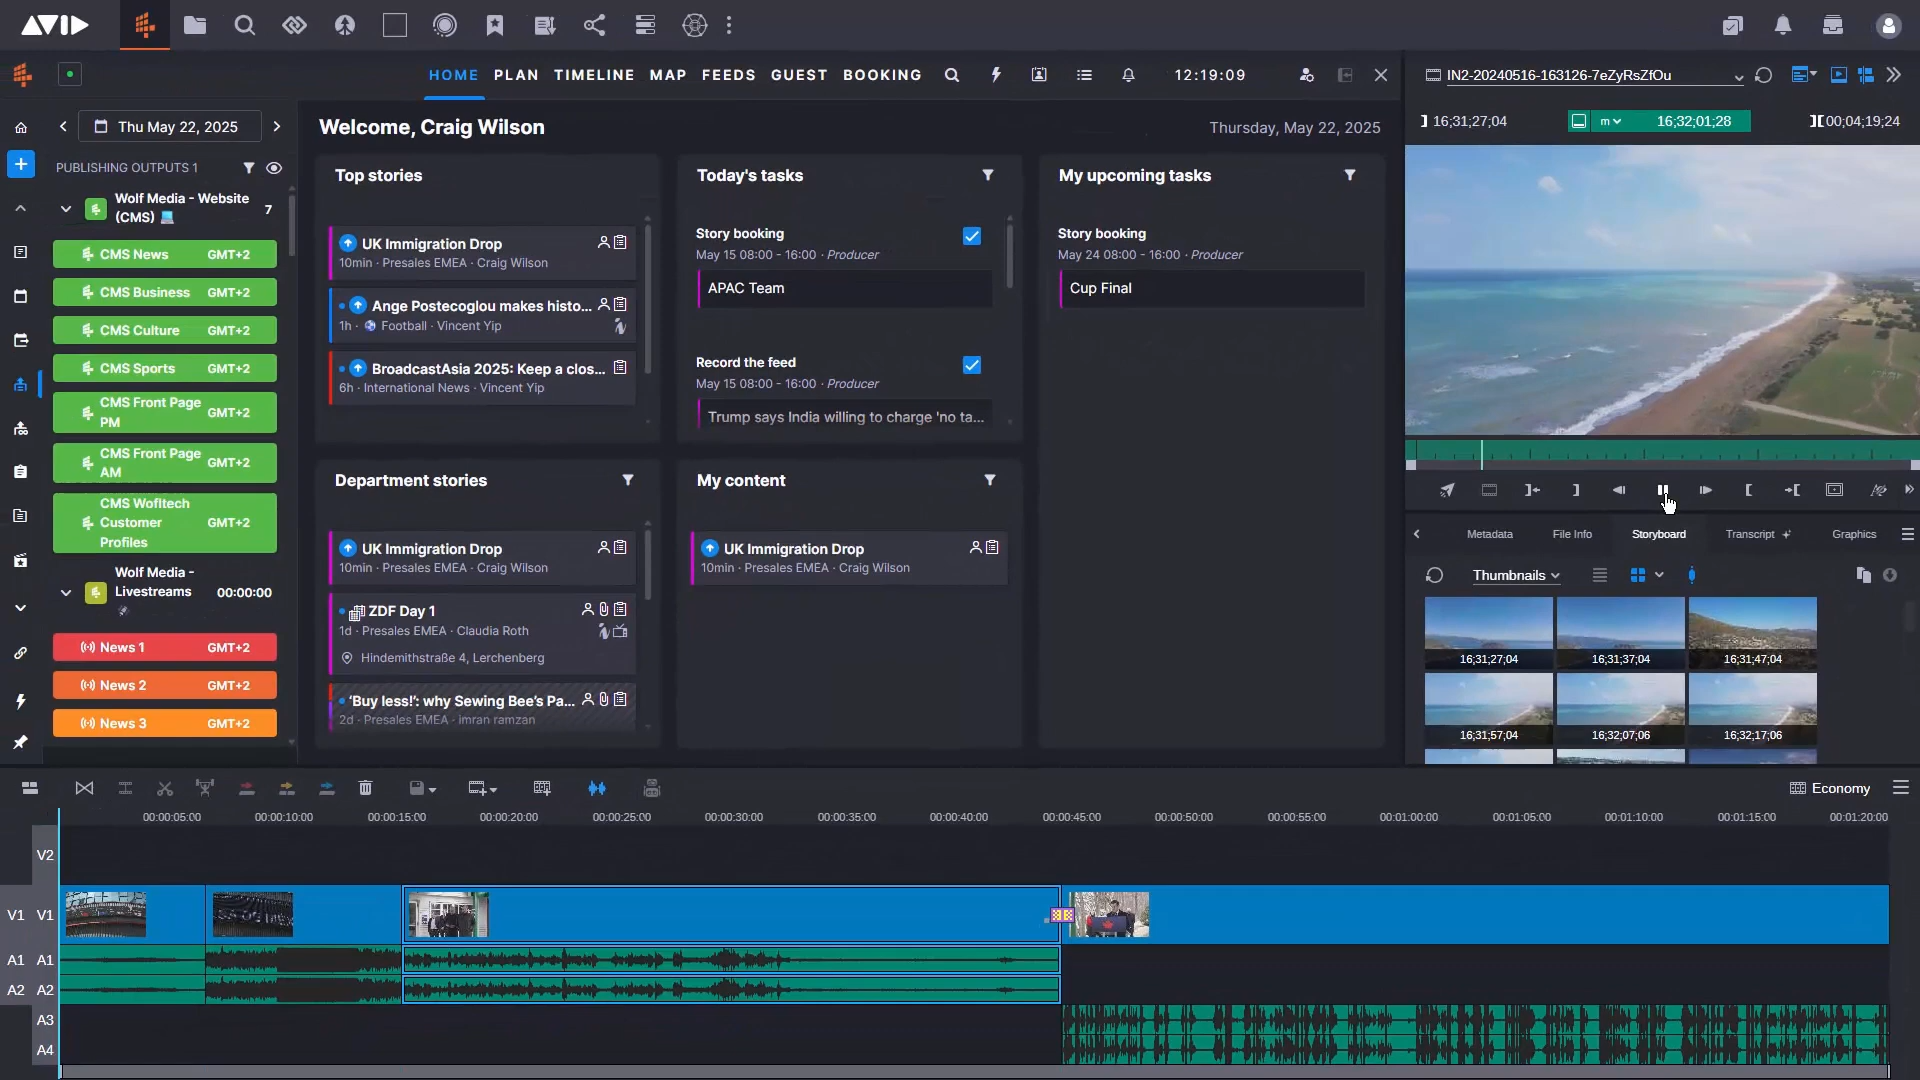 AVID
HOME PLAN TIMELINE MAP FEEDS GUEST BOOKING 12:19:09
IN2-20240516-163126-7eZyRsZfOu
16;31;27;04
m
16;32;01;28
00;04;19;24
Thu May 22, 2025
Welcome, Craig Wilson
Thursday, May 22, 2025
PUBLISHING OUTPUTS 1
Wolf Media - Website
(CMS) 7
CMS News GMT+2
CMS Business GMT+2
CMS Culture GMT+2
CMS Sports GMT+2
CMS Front Page
PM GMT+2
CMS Front Page
AM GMT+2
CMS Wolftech
Customer GMT+2
Profiles
Wolf Media -
Livestreams 00:00:00
News 1 GMT+2
News 2 GMT+2
News 3 GMT+2
Top stories
UK Immigration Drop
10min · Presales EMEA · Craig Wilson
Ange Postecoglou makes histo...
1h · Football · Vincent Yip
BroadcastAsia 2025: Keep a clos...
6h · International News · Vincent Yip
Today's tasks
Story booking
May 15 08:00 - 16:00 · Producer
APAC Team
Record the feed
May 15 08:00 - 16:00 · Producer
Trump says India willing to charge 'no ta...
My upcoming tasks
Story booking
May 24 08:00 - 16:00 · Producer
Cup Final
Department stories
UK Immigration Drop
10min · Presales EMEA · Craig Wilson
ZDF Day 1
1d · Presales EMEA · Claudia Roth
Hindemithstraße 4, Lerchenberg
'Buy less!': why Sewing Bee's Pa...
2d · Presales EMEA · imran ramzan
My content
UK Immigration Drop
10min · Presales EMEA · Craig Wilson
Metadata File Info Storyboard Transcript Graphics
Thumbnails
16;31;27;04 16;31;37;04 16;31;47;04
16;31;57;04 16;32;07;06 16;32;17;06
Economy
00:00:05:00 00:00:10:00 00:00:15:00 00:00:20:00 00:00:25:00 00:00:30:00 00:00:35:00 00:00:40:00 00:00:45:00 00:00:50:00 00:00:55:00 00:01:00:00 00:01:05:00 00:01:10:00 00:01:15:00 00:01:20:00
V2
V1 V1
A1 A1
A2 A2
A3
A4